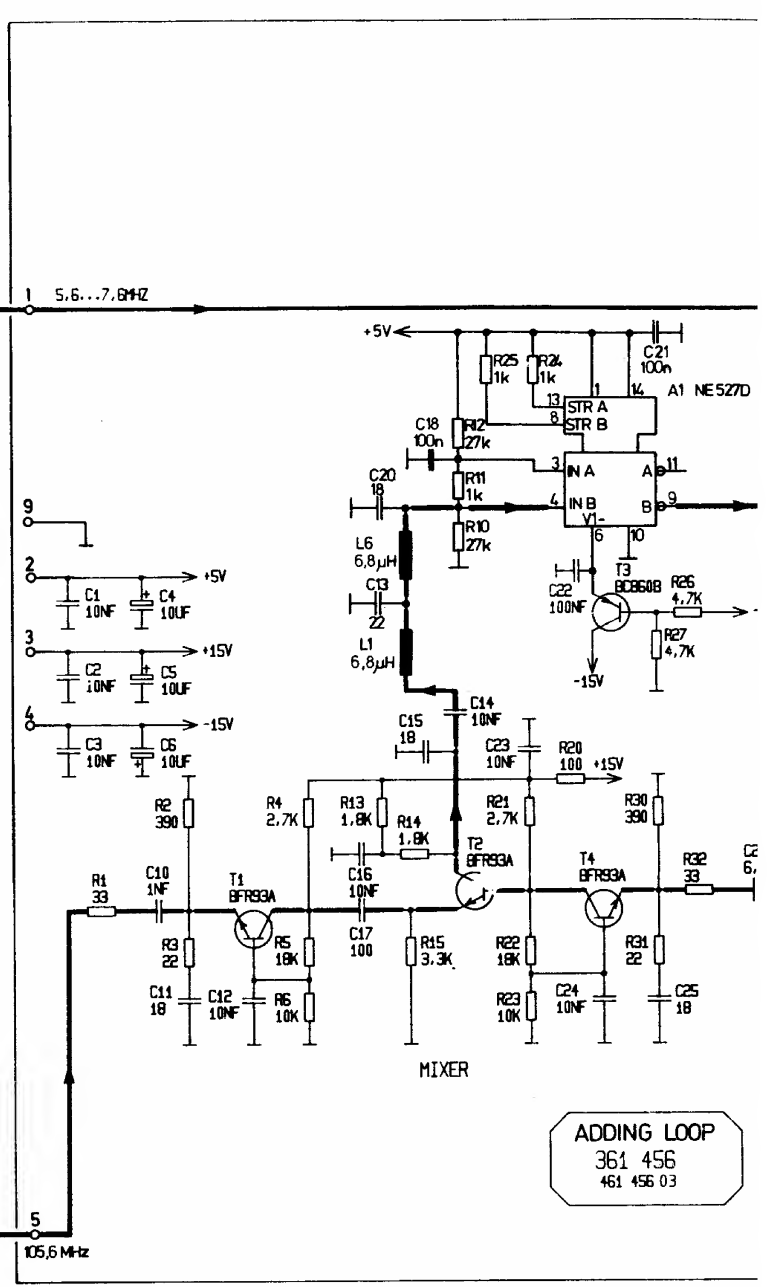 1 5,6...7,6MHZ
+5V
R25
1k
R24
1k
C21
100n
1
14
A1 NE527D
13
STR A
8
STR B
C18
100n
R12
27k
3
IN A
A
11
C20
18
R11
1k
4
IN B
B
9
V1-
6
10
R10
27k
9
L6
6,8µH
2
+5V
C1
10NF
C4
10UF
C13
22
C22
100NF
T3
BC860B
R26
4,7K
-
R27
4,7K
L1
6,8µH
-15V
3
+15V
C2
10NF
C5
10UF
4
-15V
C3
10NF
C6
10UF
C14
10NF
C15
18
C23
10NF
R20
100
+15V
R2
390
R4
2,7K
R13
1,8K
R14
1,8K
R21
2,7K
R30
390
T2
BFR93A
T4
BFR93A
R1
33
C10
1NF
T1
BFR93A
C16
10NF
R32
33
C2
6,
C17
100
R3
22
R5
18K
R15
3,3K
R22
18K
R31
22
C11
18
C12
10NF
R6
10K
R23
10K
C24
10NF
C25
18
MIXER
ADDING LOOP
361 456
461 456 03
5
105,6 MHz